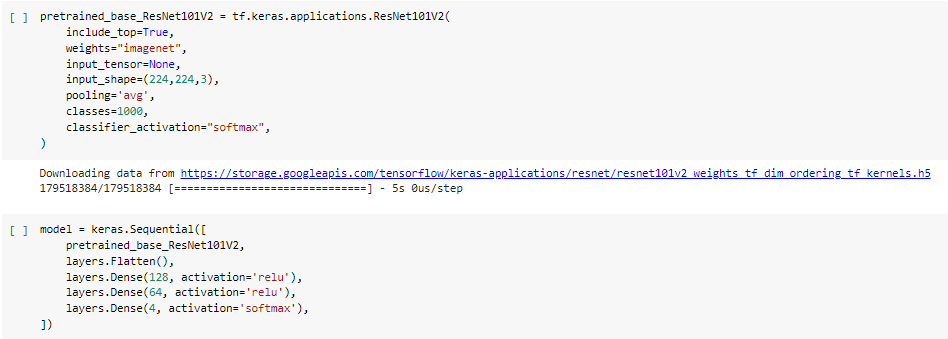 [ ] pretrained_base_ResNet101V2 = tf.keras.applications.ResNet101V2(
    include_top=True,
    weights="imagenet",
    input_tensor=None,
    input_shape=(224,224,3),
    pooling='avg',
    classes=1000,
    classifier_activation="softmax",
)
Downloading data from https://storage.googleapis.com/tensorflow/keras-applications/resnet/resnet101v2_weights_tf_dim_ordering_tf_kernels.h5
179518384/179518384 [==============================] - 5s 0us/step
[ ] model = keras.Sequential([
    pretrained_base_ResNet101V2,
    layers.Flatten(),
    layers.Dense(128, activation='relu'),
    layers.Dense(64, activation='relu'),
    layers.Dense(4, activation='softmax'),
])